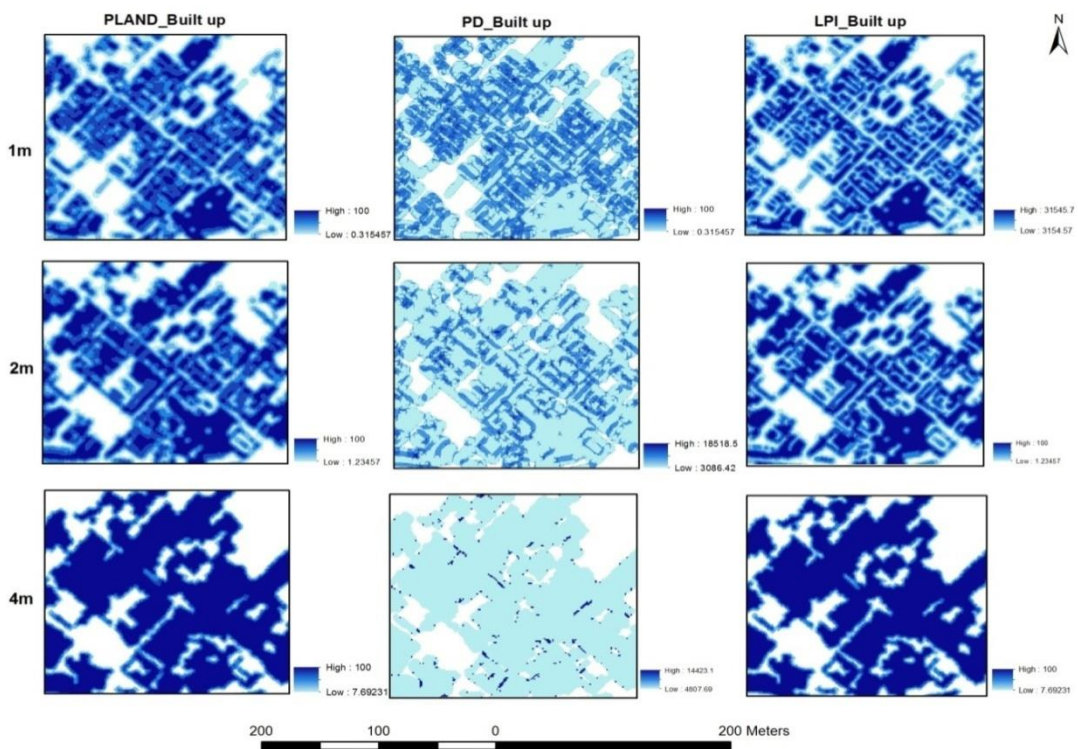 PLAND_Built up
PD_Built up
LPI_Built up
N
1m
High : 100
Low : 0.315457
High : 100
Low : 0.315457
High : 31545.7
Low : 3154.57
2m
High : 100
Low : 1.23457
High : 18518.5
Low : 3086.42
High : 100
Low : 1.23457
4m
High : 100
Low : 7.69231
High : 14423.1
Low : 4807.69
High : 100
Low : 7.69231
200 100 0 200 Meters